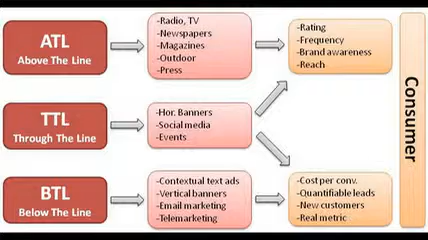 ATL
Above The Line
-Radio, TV
-Newspapers
-Magazines
-Outdoor
-Press
-Rating
-Frequency
-Brand awareness
-Reach
TTL
Through The Line
-Hor. Banners
-Social media
-Events
BTL
Below The Line
-Contextual text ads
-Vertical banners
-Email marketing
-Telemarketing
-Cost per conv.
-Quantifiable leads
-New customers
-Real metric
Consumer